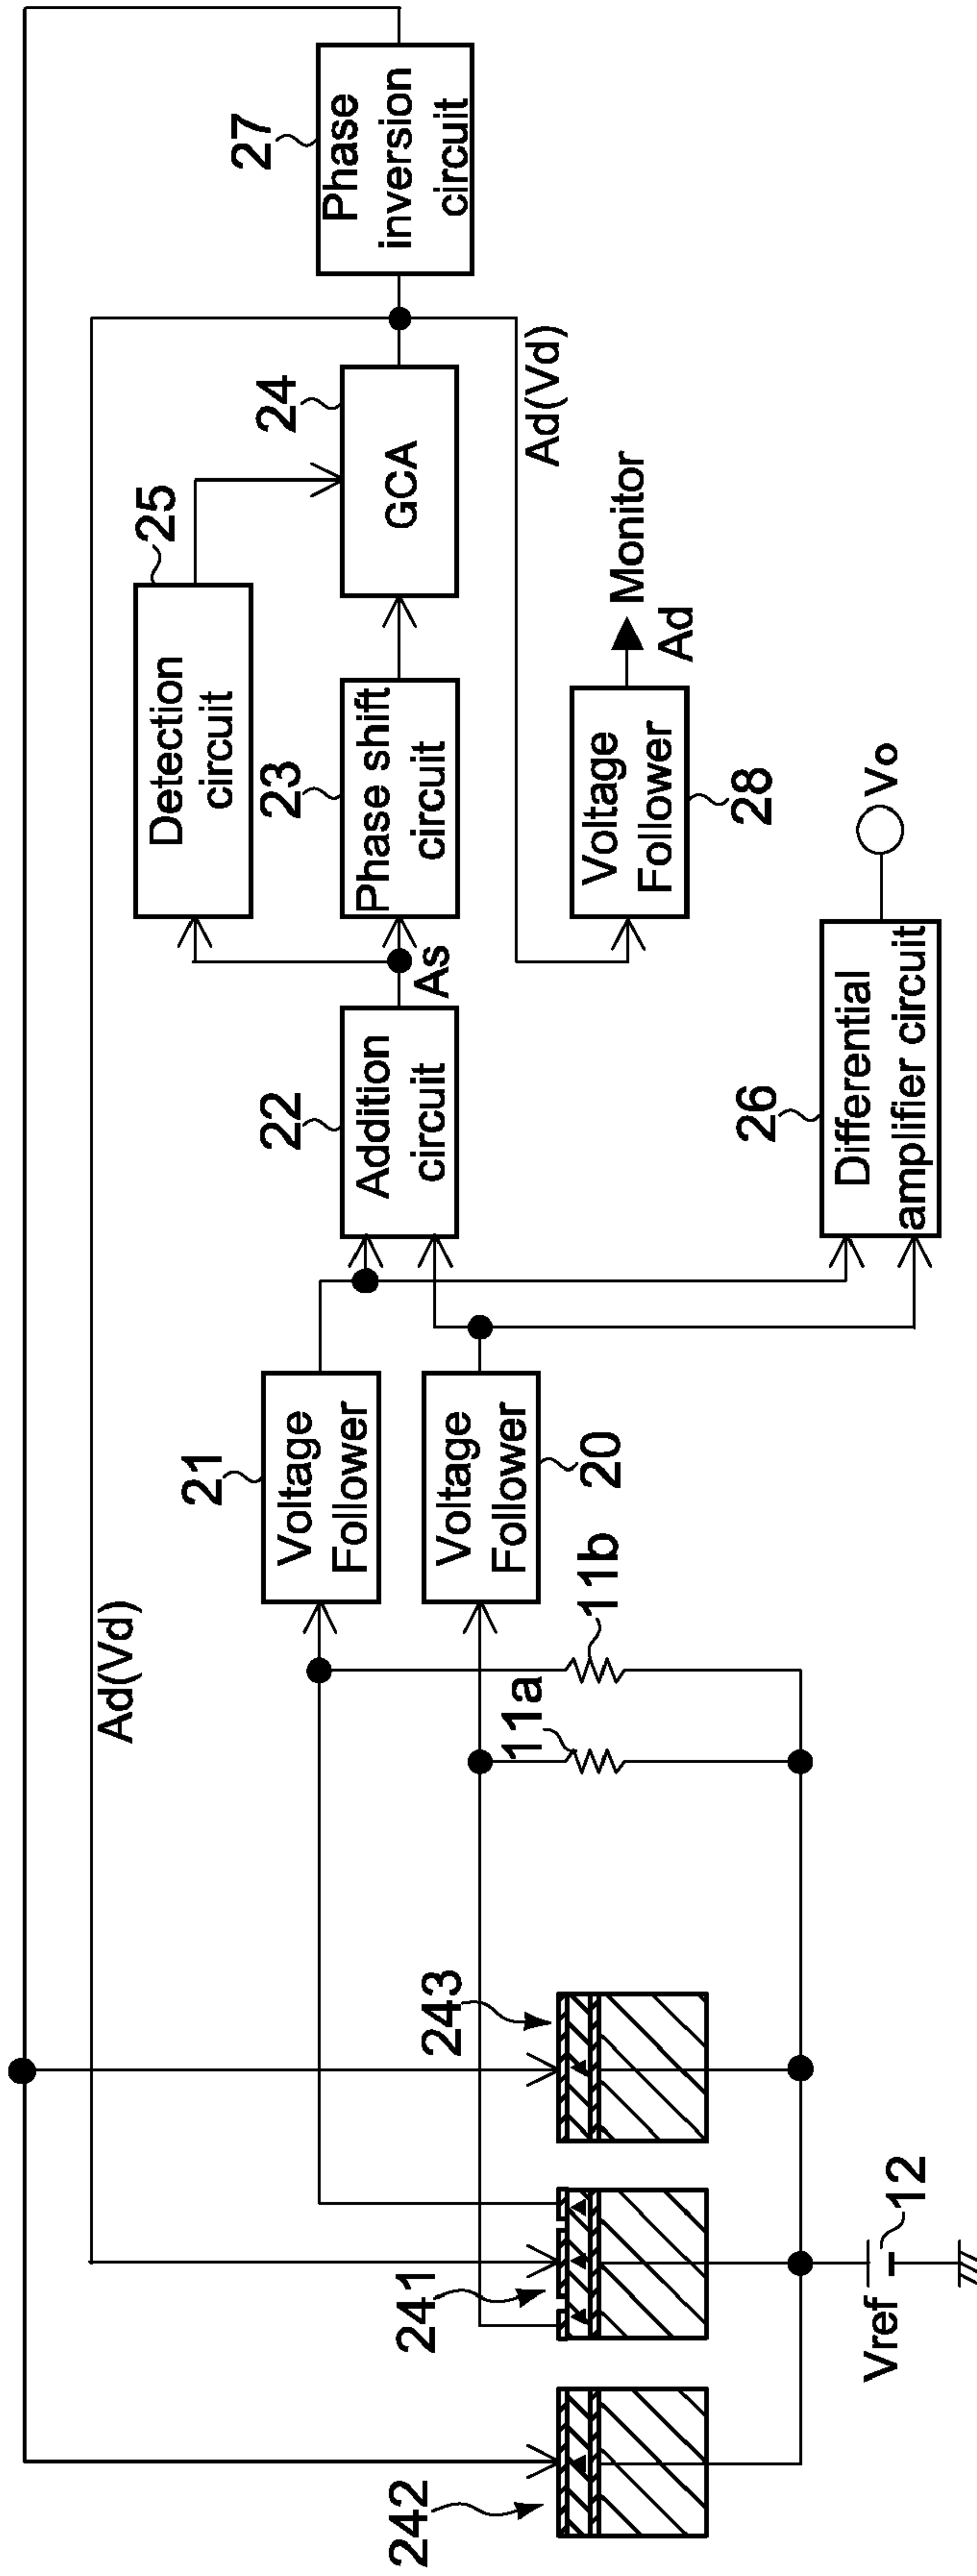 27
Phase
inversion
circuit
24
GCA
25
Detection
circuit
23
Phase shift
circuit
Ad(Vd)
Monitor
Ad
Voltage
Follower
28
As
22
Addition
circuit
Vo
26
Differential
amplifier circuit
Ad(Vd)
21
Voltage
Follower
Voltage
Follower
20
11a
11b
242
241
243
Vref
12